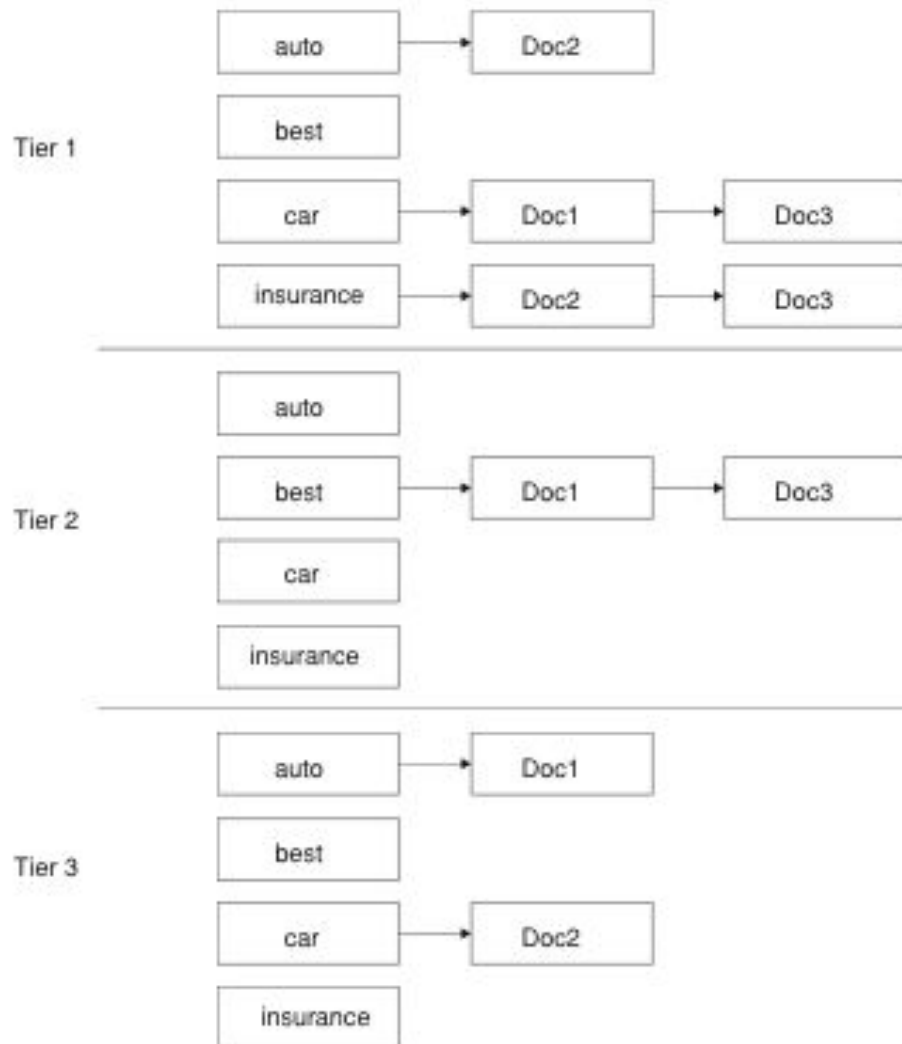 auto Doc2
best
Tier 1
car Doc1 Doc3
insurance Doc2 Doc3
auto
best Doc1 Doc3
Tier 2
car
insurance
auto Doc1
best
Tier 3
car Doc2
insurance